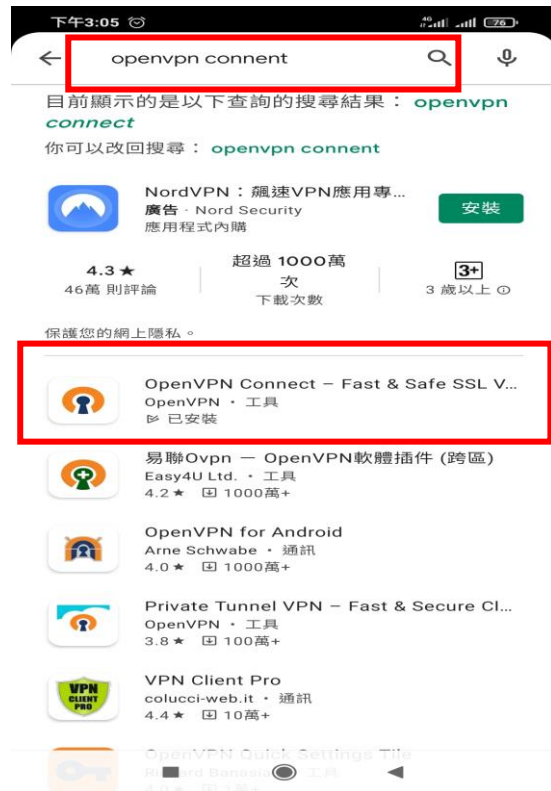 下午3:05
4G
76
openvpn connent
目前顯示的是以下查詢的搜尋結果： openvpn
connect
你可以改回搜尋： openvpn connent
NordVPN：飆速VPN應用專...
廣告 · Nord Security
應用程式內購
安裝
4.3★
46萬 則評論
超過 1000萬
次
下載次數
3+
3 歲以上
保護您的網上隱私。
OpenVPN Connect – Fast & Safe SSL V...
OpenVPN · 工具
已安裝
易聯Ovpn — OpenVPN軟體插件 (跨區)
Easy4U Ltd. · 工具
4.2★ 1000萬+
OpenVPN for Android
Arne Schwabe · 通訊
4.0★ 1000萬+
Private Tunnel VPN – Fast & Secure Cl...
OpenVPN · 工具
3.8★ 100萬+
VPN
CLIENT
PRO
VPN Client Pro
colucci-web.it · 通訊
4.4★ 10萬+
OpenVPN Quick Settings Tile
工具